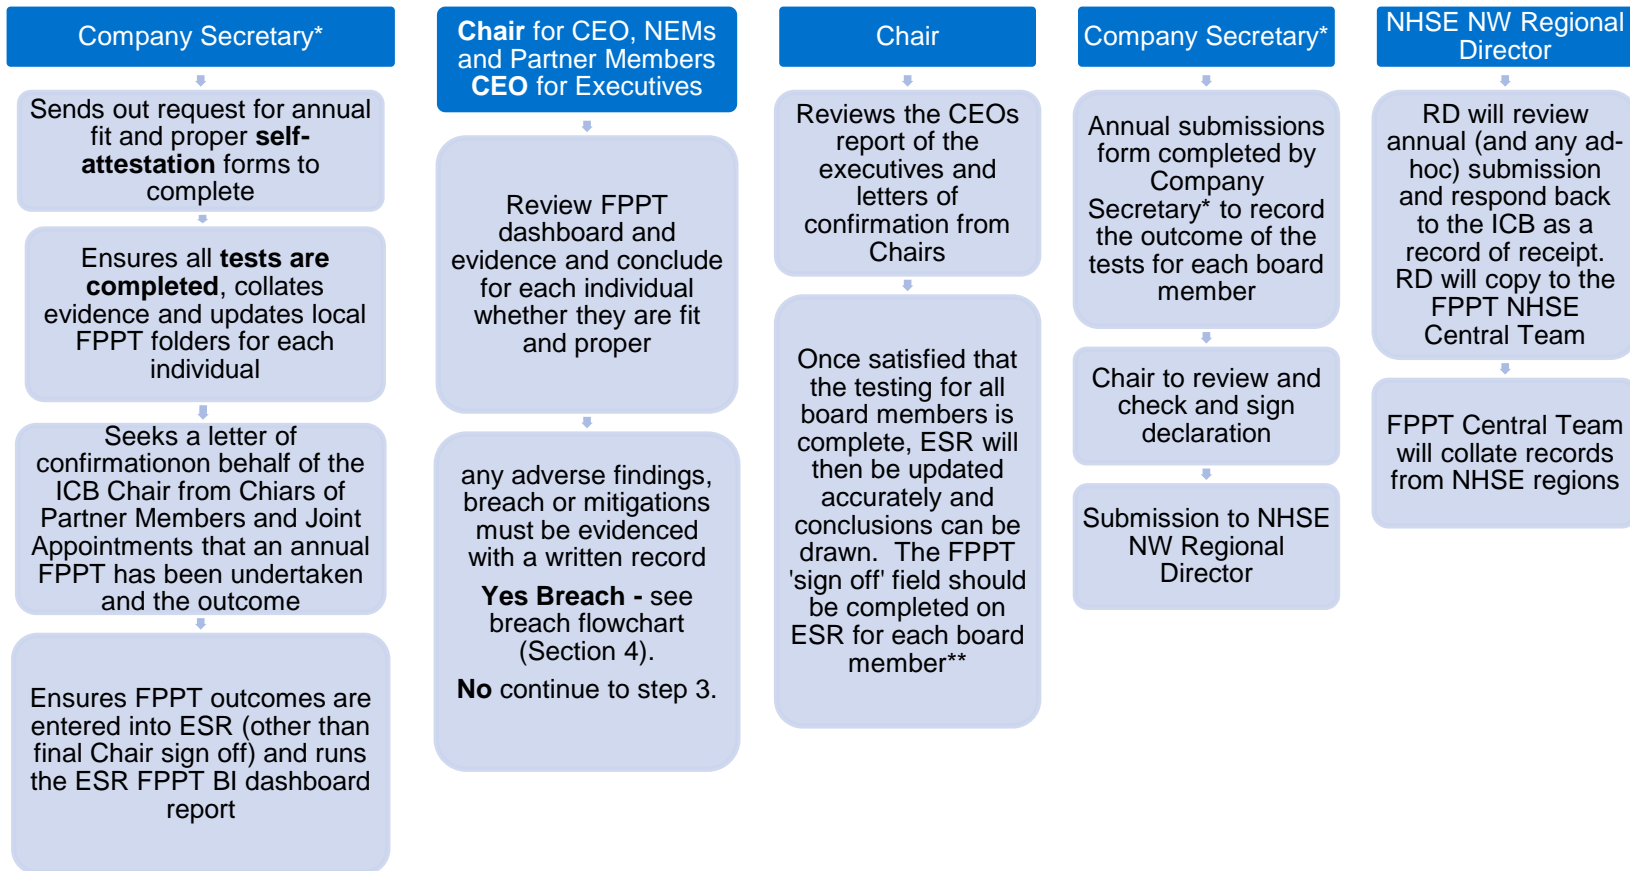 Company Secretary*
Sends out request for annual
fit and proper self-
attestation forms to
complete
Ensures all tests are
completed, collates
evidence and updates local
FPPT folders for each
individual
Seeks a letter of
confirmationon behalf of the
ICB Chair from Chiars of
Partner Members and Joint
Appointments that an annual
FPPT has been undertaken
and the outcome
Ensures FPPT outcomes are
entered into ESR (other than
final Chair sign off) and runs
the ESR FPPT BI dashboard
report
Chair for CEO, NEMs
and Partner Members
CEO for Executives
Review FPPT
dashboard and
evidence and conclude
for each individual
whether they are fit
and proper
any adverse findings,
breach or mitigations
must be evidenced
with a written record
Yes Breach - see
breach flowchart
(Section 4).
No continue to step 3.
Chair
Reviews the CEOs
report of the
executives and
letters of
confirmation from
Chairs
Once satisfied that
the testing for all
board members is
complete, ESR will
then be updated
accurately and
conclusions can be
drawn. The FPPT
'sign off' field should
be completed on
ESR for each board
member**
Company Secretary*
Annual submissions
form completed by
Company
Secretary* to record
the outcome of the
tests for each board
member
Chair to review and
check and sign
declaration
Submission to NHSE
NW Regional
Director
NHSE NW Regional
Director
RD will review
annual (and any ad-
hoc) submission
and respond back
to the ICB as a
record of receipt.
RD will copy to the
FPPT NHSE
Central Team
FPPT Central Team
will collate records
from NHSE regions